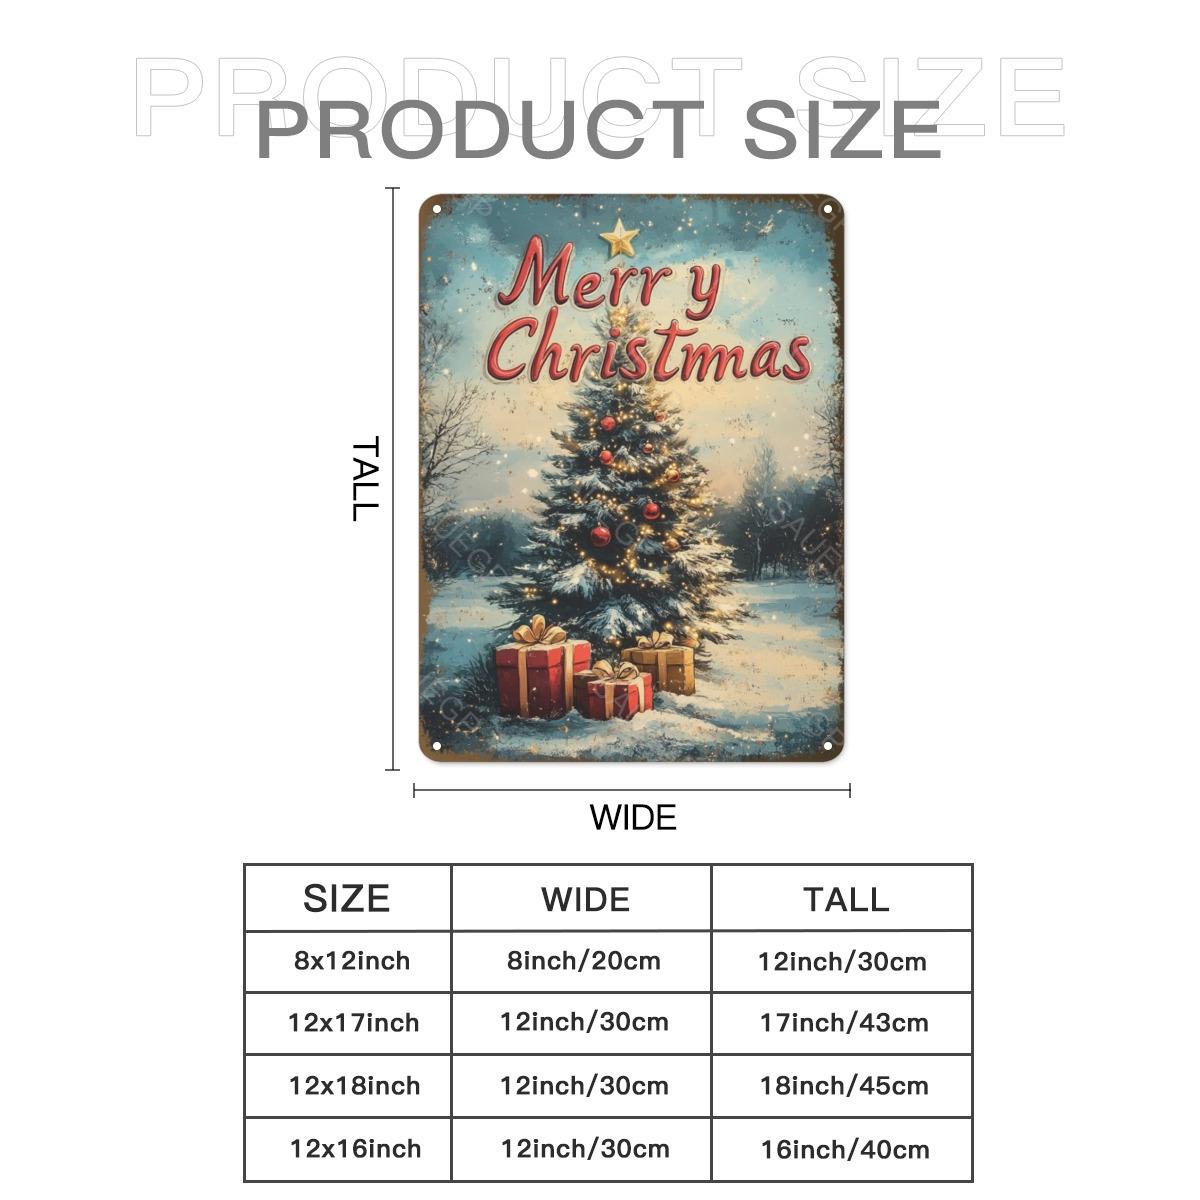 PRODUCT SIZE
PRODUCT SIZE
Merry
Christmas
TALL
WIDE
SIZE WIDE TALL
8x12inch 8inch/20cm 12inch/30cm
12x17inch 12inch/30cm 17inch/43cm
12x18inch 12inch/30cm 18inch/45cm
12x16inch 12inch/30cm 16inch/40cm